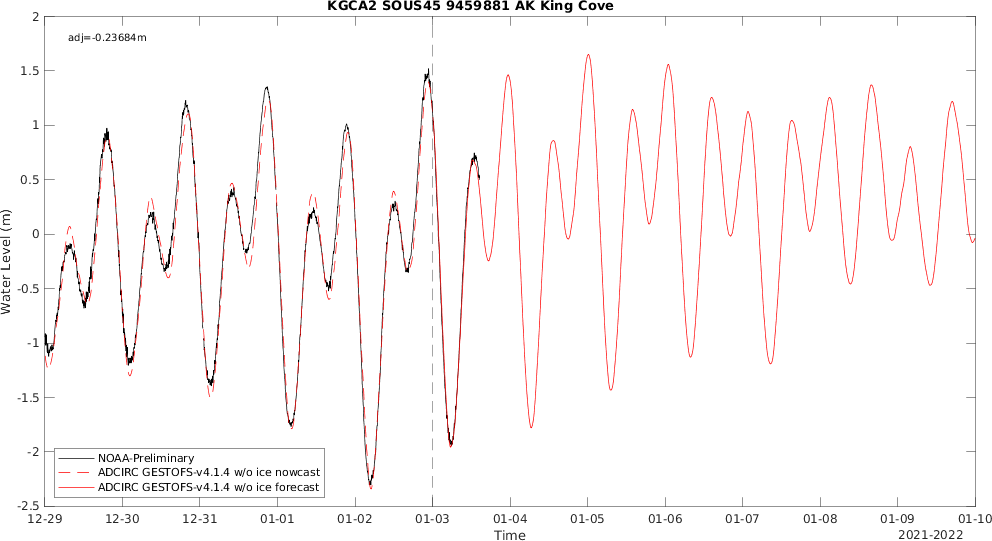 KGCA2 SOUS45 9459881 AK King Cove
adj=-0.23684m
2
1.5
1
0.5
0
-0.5
-1
-1.5
-2
-2.5
Water Level (m)
NOAA-Preliminary
ADCIRC GESTOFS-v4.1.4 w/o ice nowcast
ADCIRC GESTOFS-v4.1.4 w/o ice forecast
12-29 12-30 12-31 01-01 01-02 01-03 01-04 01-05 01-06 01-07 01-08 01-09 01-10
Time
2021-2022